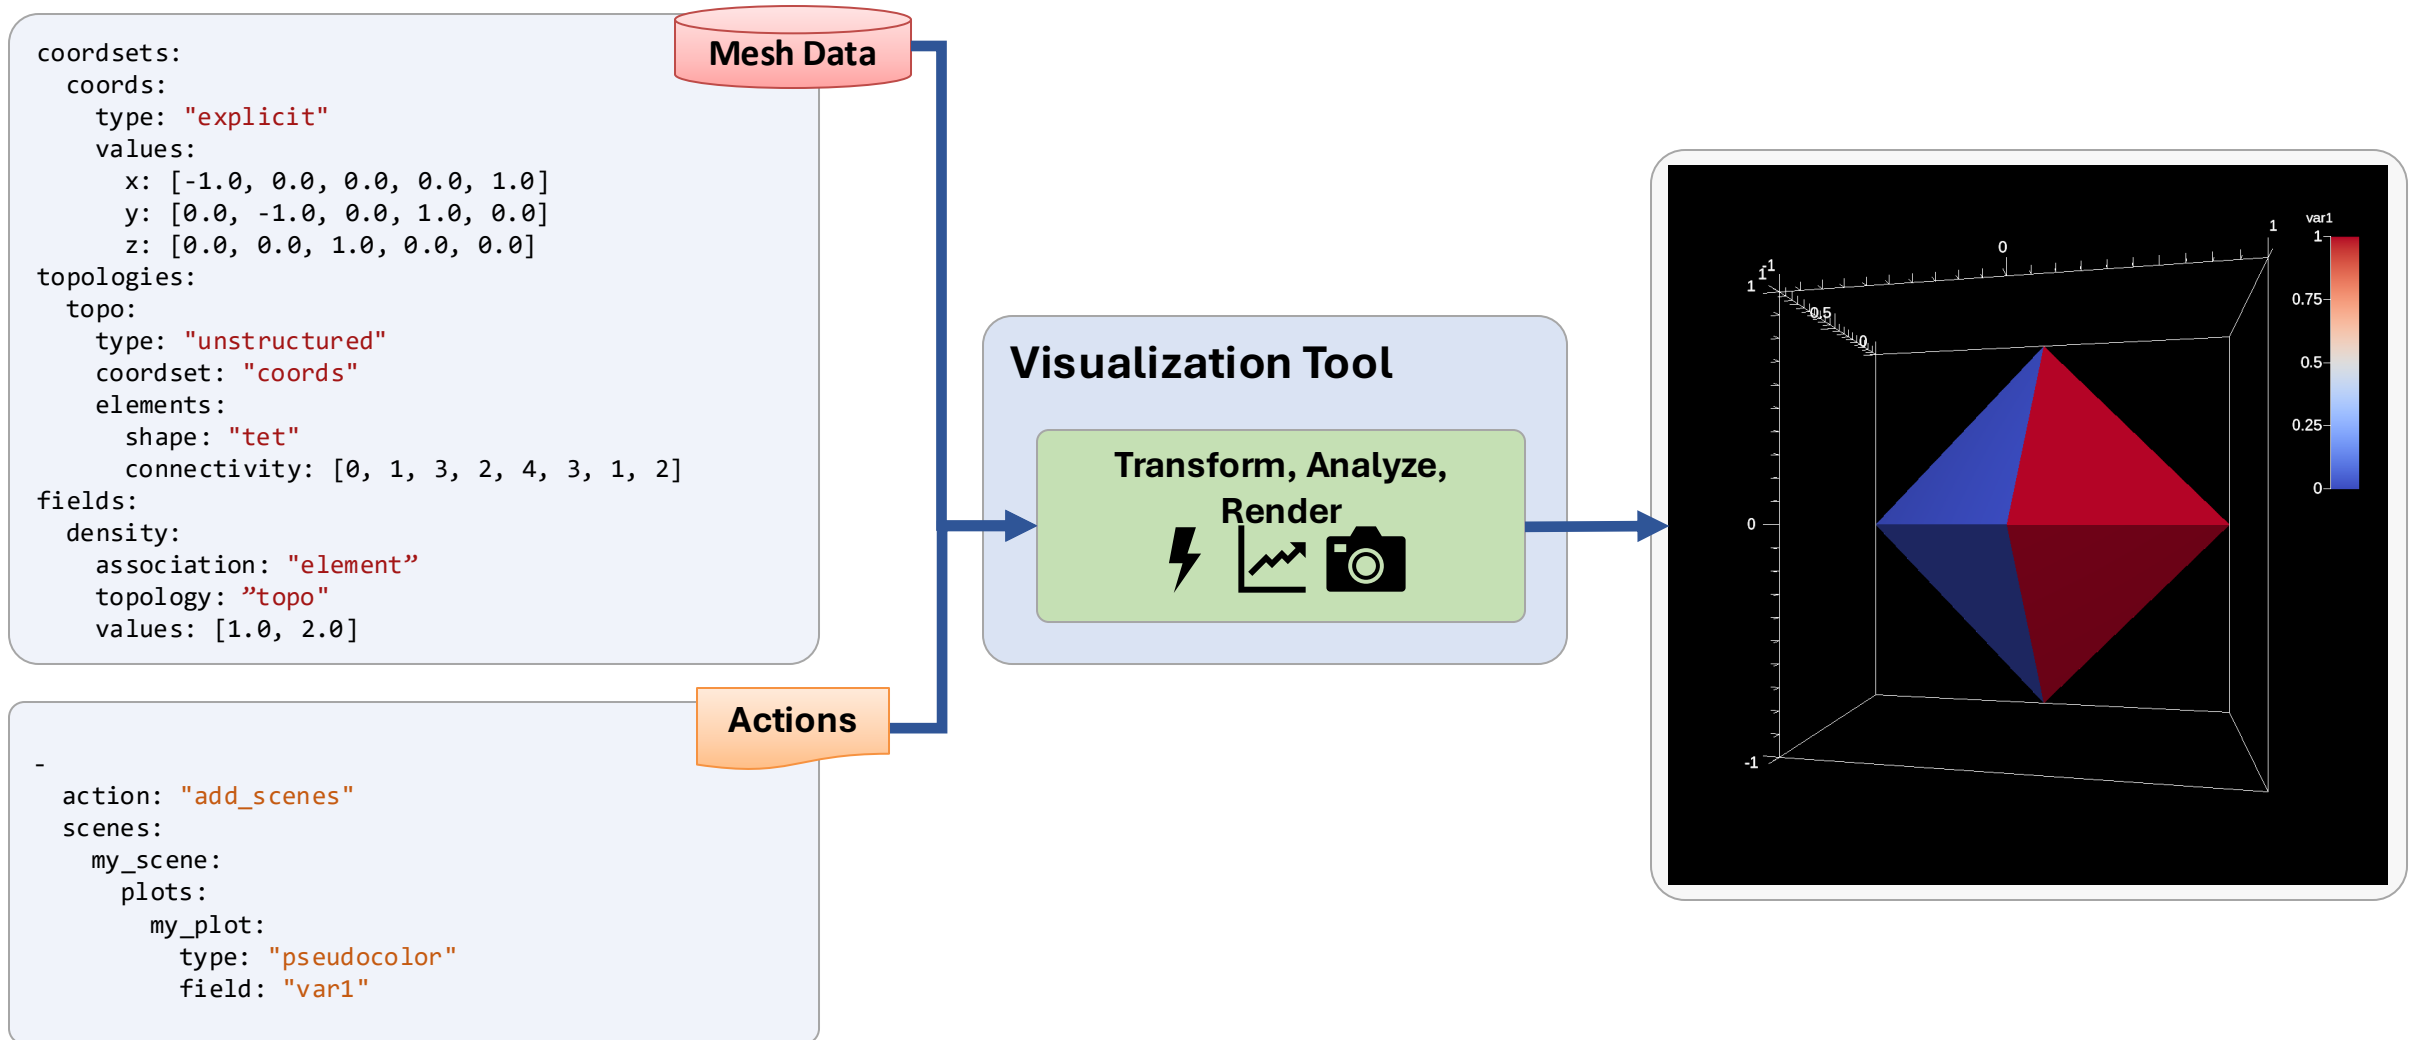 Mesh Data
coordsets:
  coords:
    type: "explicit"
    values:
      x: [-1.0, 0.0, 0.0, 0.0, 1.0]
      y: [0.0, -1.0, 0.0, 1.0, 0.0]
      z: [0.0, 0.0, 1.0, 0.0, 0.0]
topologies:
  topo:
    type: "unstructured"
    coordset: "coords"
    elements:
      shape: "tet"
      connectivity: [0, 1, 3, 2, 4, 3, 1, 2]
fields:
  density:
    association: "element”
    topology: ”topo"
    values: [1.0, 2.0]
Actions
-
  action: "add_scenes"
  scenes:
    my_scene:
      plots:
        my_plot:
          type: "pseudocolor"
          field: "var1"
Visualization Tool
Transform, Analyze,
Render
var1
1
0.75
0.5
0.25
0
-1
0
1
1
0.5
0
1
0
-1